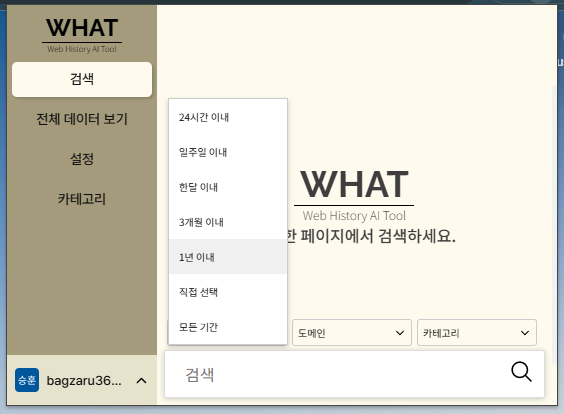 WHAT
Web History AI Tool
검색
전체 데이터 보기
설정
카테고리
24시간 이내
일주일 이내
한달 이내
3개월 이내
1년 이내
직접 선택
모든 기간
WHAT
Web History AI Tool
한 페이지에서 검색하세요.
도메인
카테고리
검색
승훈
bagzaru36...